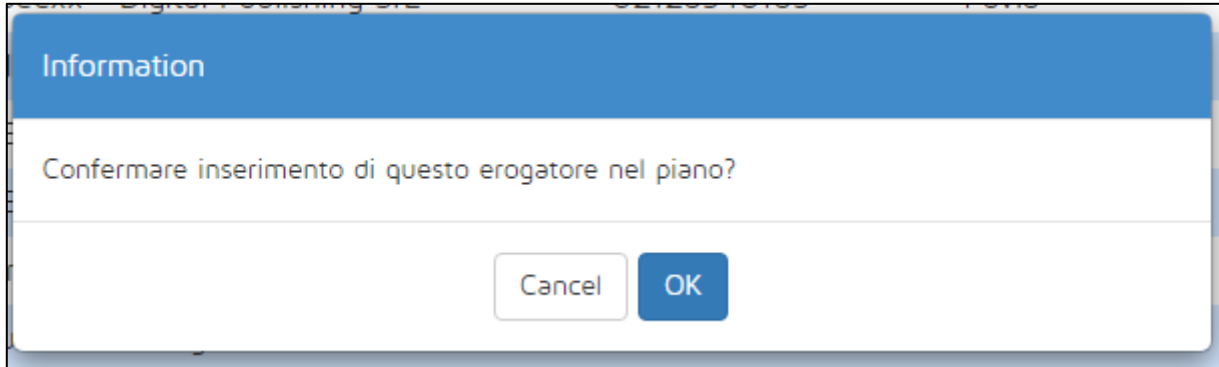 Information
Confermare inserimento di questo erogatore nel piano?
Cancel OK